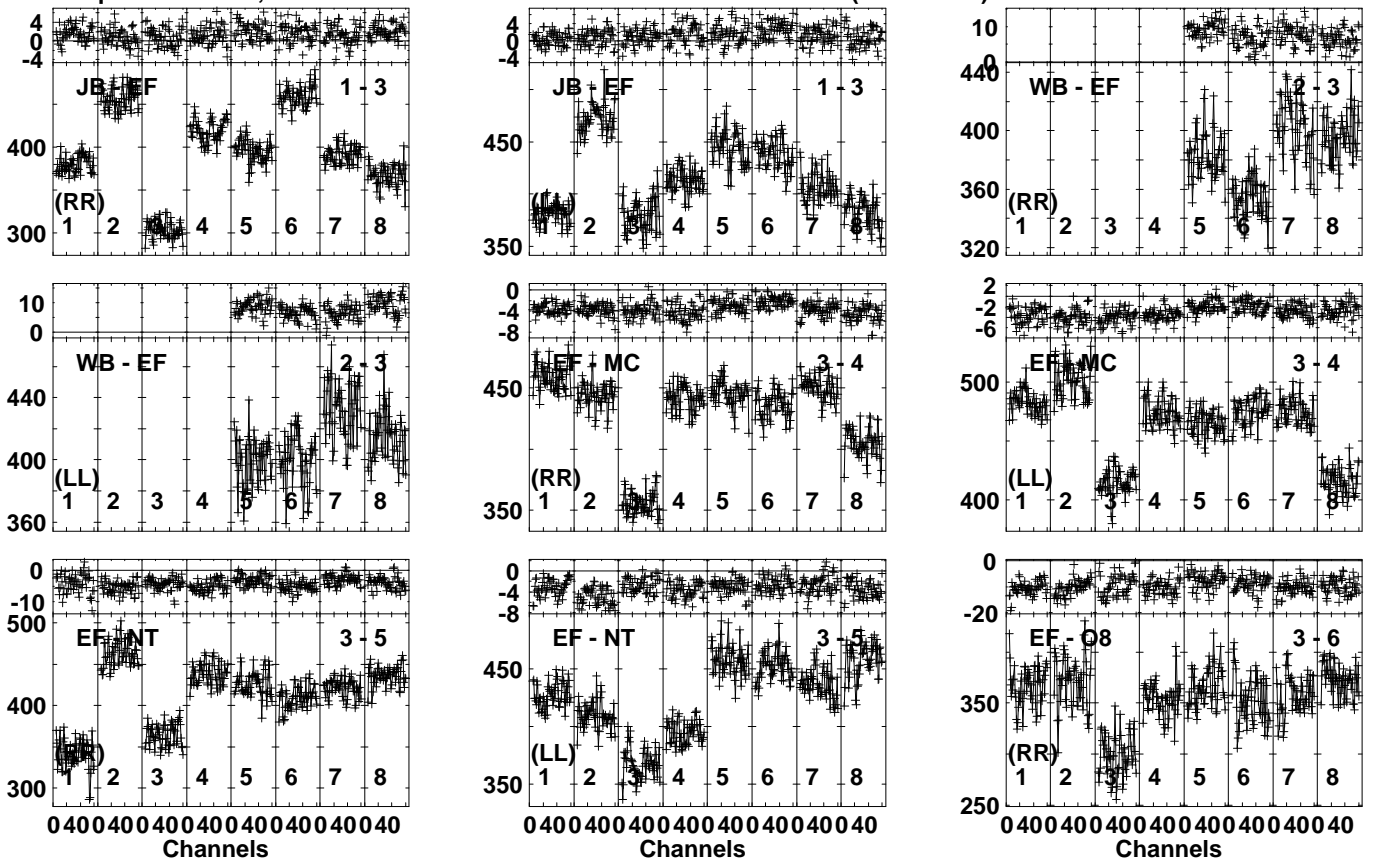 4 0 -4 JB - EF 1 - 3 400 300 (RR) 1 2 3 4 5 6 7 8
4 0 -4 JB - EF 1 - 3 450 350 (LL) 1 2 3 4 5 6 7 8
10 0 WB - EF 2 - 3 440 400 360 320 (RR) 1 2 3 4 5 6 7 8
10 0 WB - EF 2 - 3 440 400 360 (LL) 1 2 3 4 5 6 7 8
0 -4 -8 EF - MC 3 - 4 450 350 (RR) 1 2 3 4 5 6 7 8
2 -2 -6 EF - MC 3 - 4 500 400 (LL) 1 2 3 4 5 6 7 8
0 -10 EF - NT 3 - 5 500 400 300 (RR) 1 2 3 4 5 6 7 8
0 -4 -8 EF - NT 3 - 5 450 350 (LL) 1 2 3 4 5 6 7 8
0 -20 EF - O8 3 - 6 350 250 (RR) 1 2 3 4 5 6 7 8
0 40 0 40 0 40 0 40 0 40 0 40 0 40 0 40
Channels
0 40 0 40 0 40 0 40 0 40 0 40 0 40 0 40
Channels
0 40 0 40 0 40 0 40 0 40 0 40 0 40 0 40
Channels